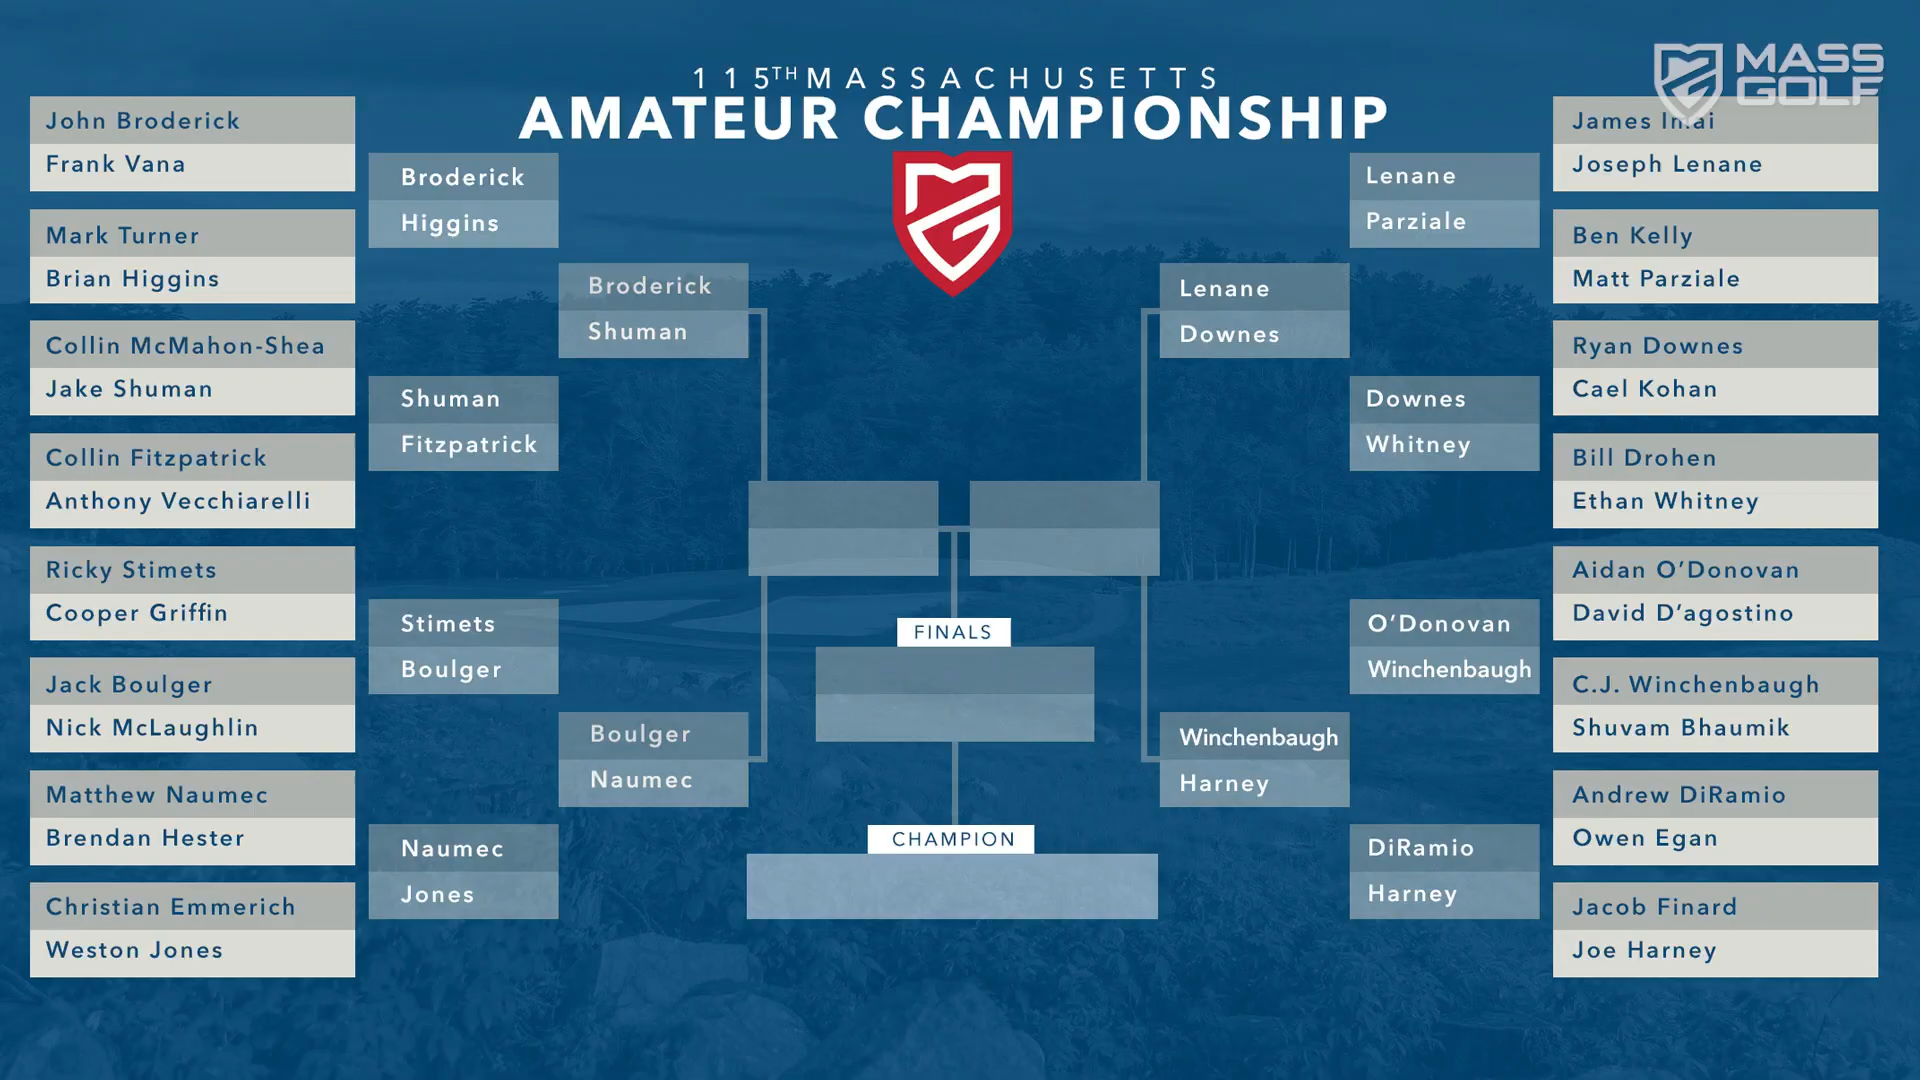 115TH MASSACHUSETTS
AMATEUR CHAMPIONSHIP
MASS
GOLF
John Broderick
Frank Vana
Mark Turner
Brian Higgins
Collin McMahon-Shea
Jake Shuman
Collin Fitzpatrick
Anthony Vecchiarelli
Ricky Stimets
Cooper Griffin
Jack Boulger
Nick McLaughlin
Matthew Naumec
Brendan Hester
Christian Emmerich
Weston Jones
Broderick
Higgins
Shuman
Fitzpatrick
Stimets
Boulger
Naumec
Jones
Broderick
Shuman
Boulger
Naumec
FINALS
CHAMPION
Lenane
Downes
Winchenbaugh
Harney
Lenane
Parziale
Downes
Whitney
O’Donovan
Winchenbaugh
DiRamio
Harney
James Imai
Joseph Lenane
Ben Kelly
Matt Parziale
Ryan Downes
Cael Kohan
Bill Drohen
Ethan Whitney
Aidan O’Donovan
David D’agostino
C.J. Winchenbaugh
Shuvam Bhaumik
Andrew DiRamio
Owen Egan
Jacob Finard
Joe Harney